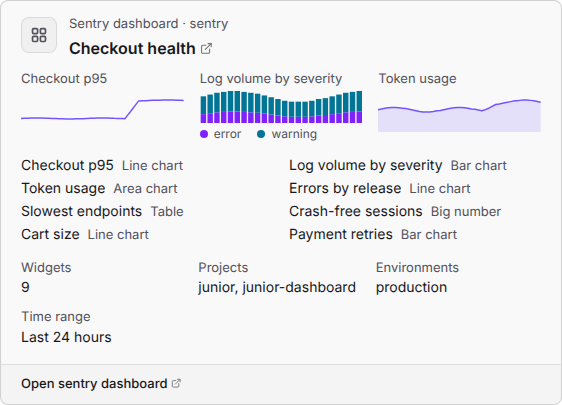 Sentry dashboard · sentry
Checkout health
Checkout p95
Log volume by severity
Token usage
error
warning
Checkout p95 Line chart
Log volume by severity Bar chart
Token usage Area chart
Errors by release Line chart
Slowest endpoints Table
Crash-free sessions Big number
Cart size Line chart
Payment retries Bar chart
Widgets
9
Projects
junior, junior-dashboard
Environments
production
Time range
Last 24 hours
Open sentry dashboard